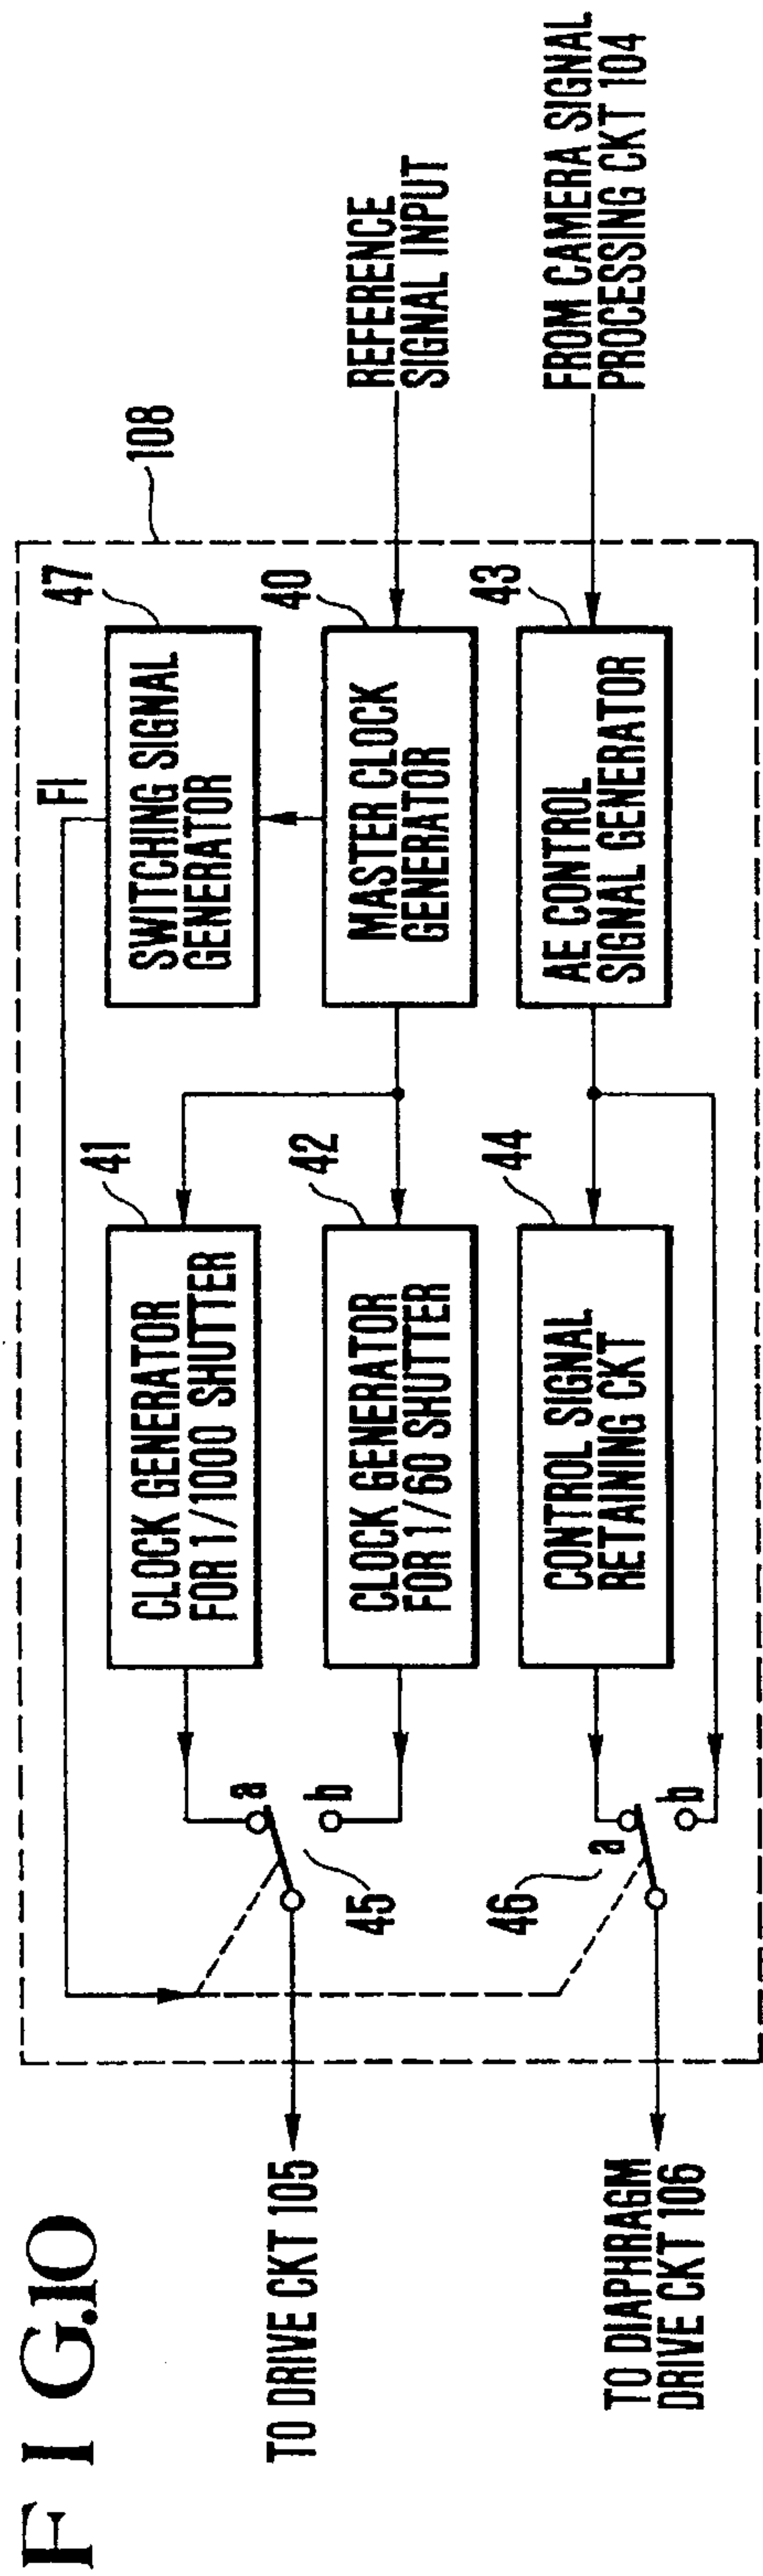 FIG.10
TO DRIVE CKT 105
TO DIAPHRAGM
DRIVE CKT 106
FI
45
a
b
46
a
b
41
CLOCK GENERATOR
FOR 1/1000 SHUTTER
42
CLOCK GENERATOR
FOR 1/60 SHUTTER
44
CONTROL SIGNAL
RETAINING CKT
47
SWITCHING SIGNAL
GENERATOR
40
MASTER CLOCK
GENERATOR
43
AE CONTROL
SIGNAL GENERATOR
108
REFERENCE
SIGNAL INPUT
FROM CAMERA SIGNAL
PROCESSING CKT 104